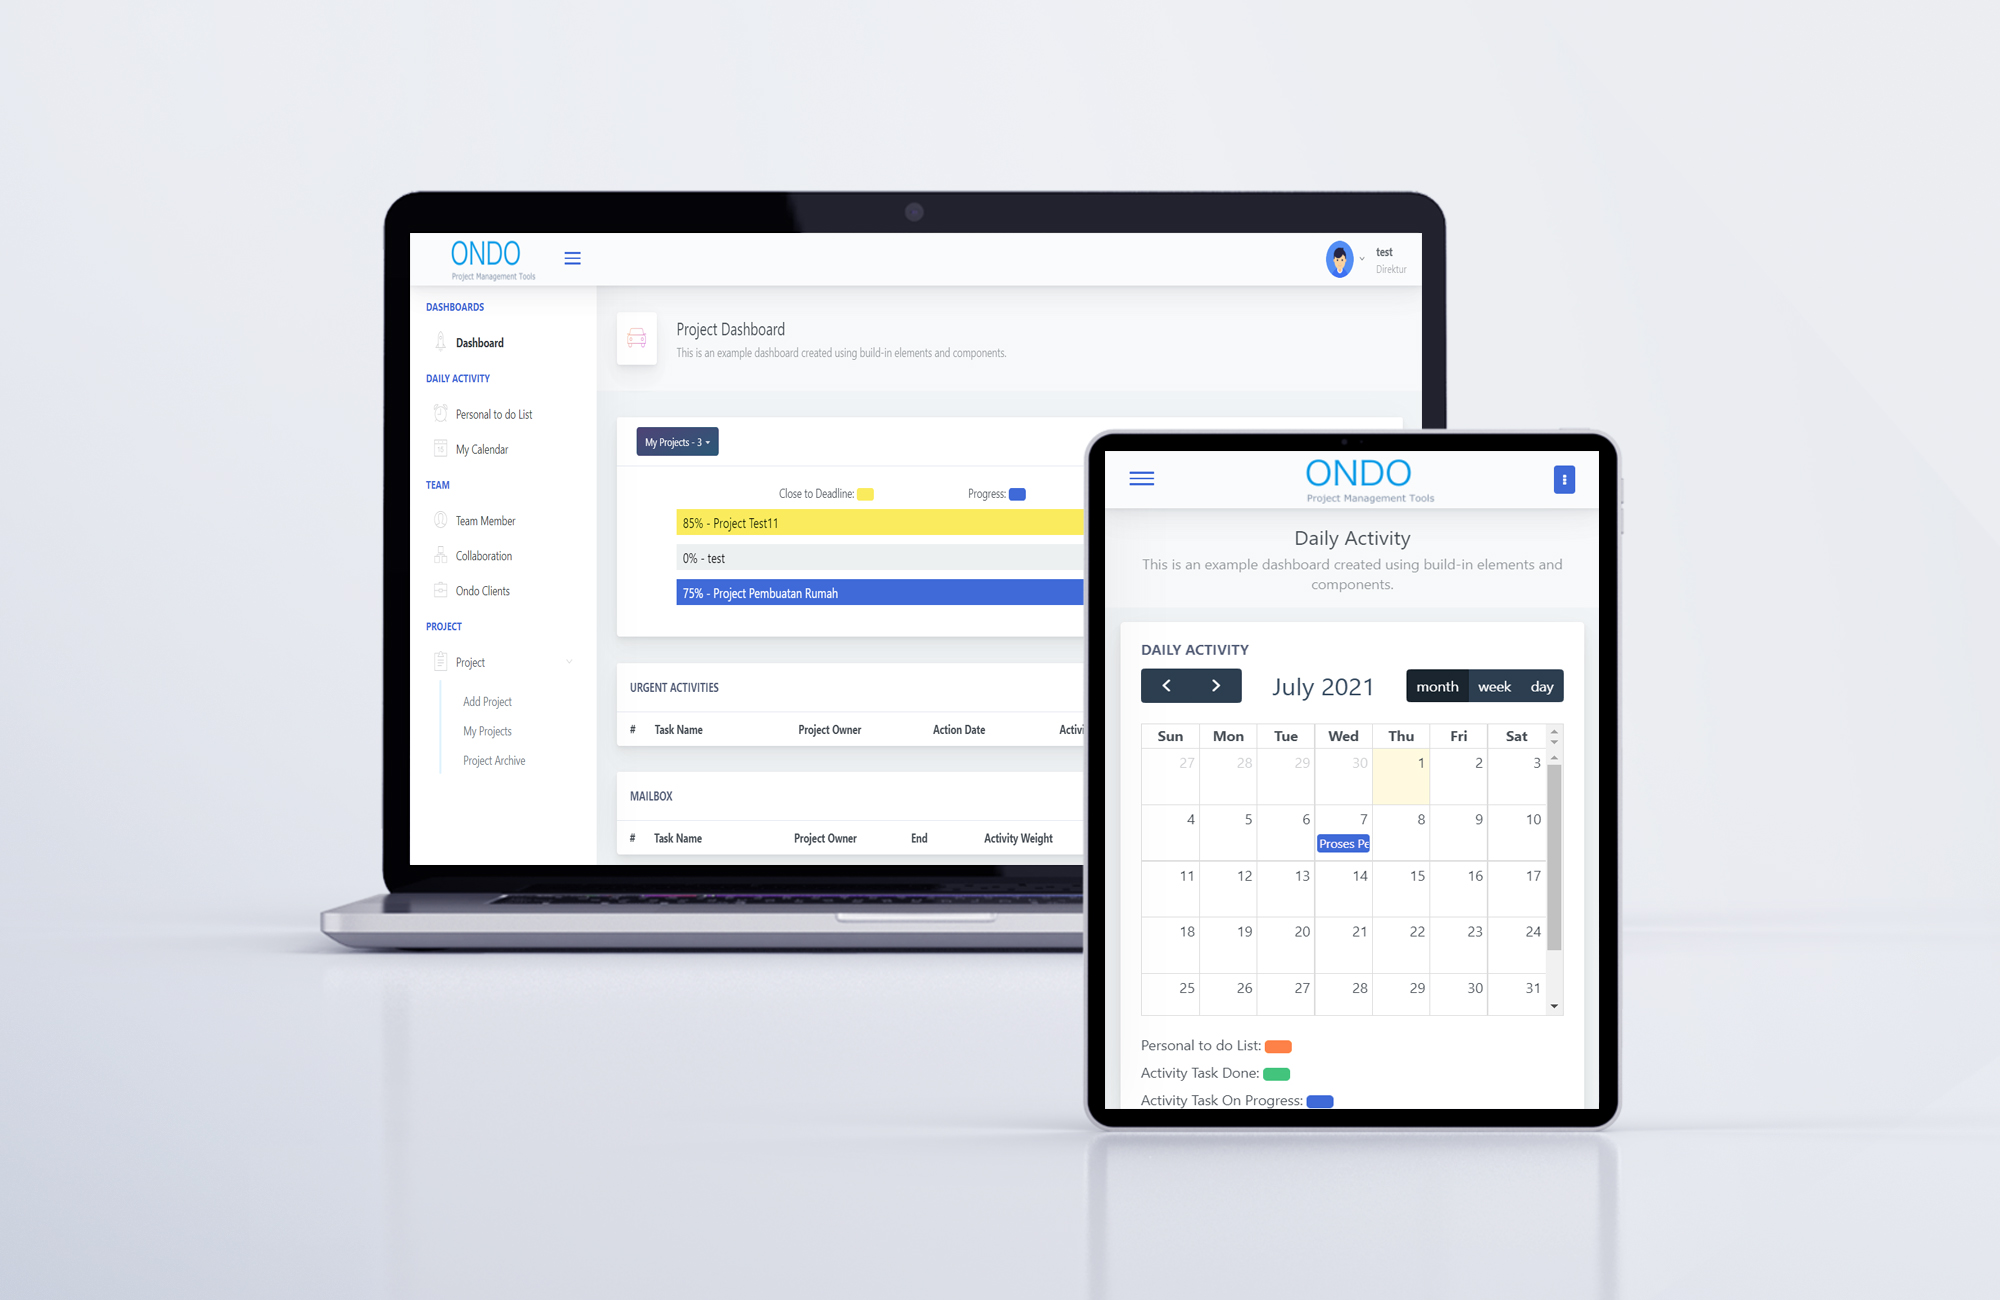 ONDO
Project Management Tools
test
Direktur
DASHBOARDS
Dashboard
DAILY ACTIVITY
Personal to do List
My Calendar
TEAM
Team Member
Collaboration
Ondo Clients
PROJECT
Project
Add Project
My Projects
Project Archive
Project Dashboard
This is an example dashboard created using build-in elements and components.
My Projects - 3
Close to Deadline:
Progress:
85% - Project Test11
0% - test
75% - Project Pembuatan Rumah
URGENT ACTIVITIES
# Task Name Project Owner Action Date Activi
MAILBOX
# Task Name Project Owner End Activity Weight
ONDO
Project Management Tools
Daily Activity
This is an example dashboard created using build-in elements and
components.
DAILY ACTIVITY
July 2021
month week day
Sun Mon Tue Wed Thu Fri Sat
27 28 29 30 1 2 3
4 5 6 7 8 9 10
Proses Pe
11 12 13 14 15 16 17
18 19 20 21 22 23 24
25 26 27 28 29 30 31
Personal to do List:
Activity Task Done:
Activity Task On Progress: